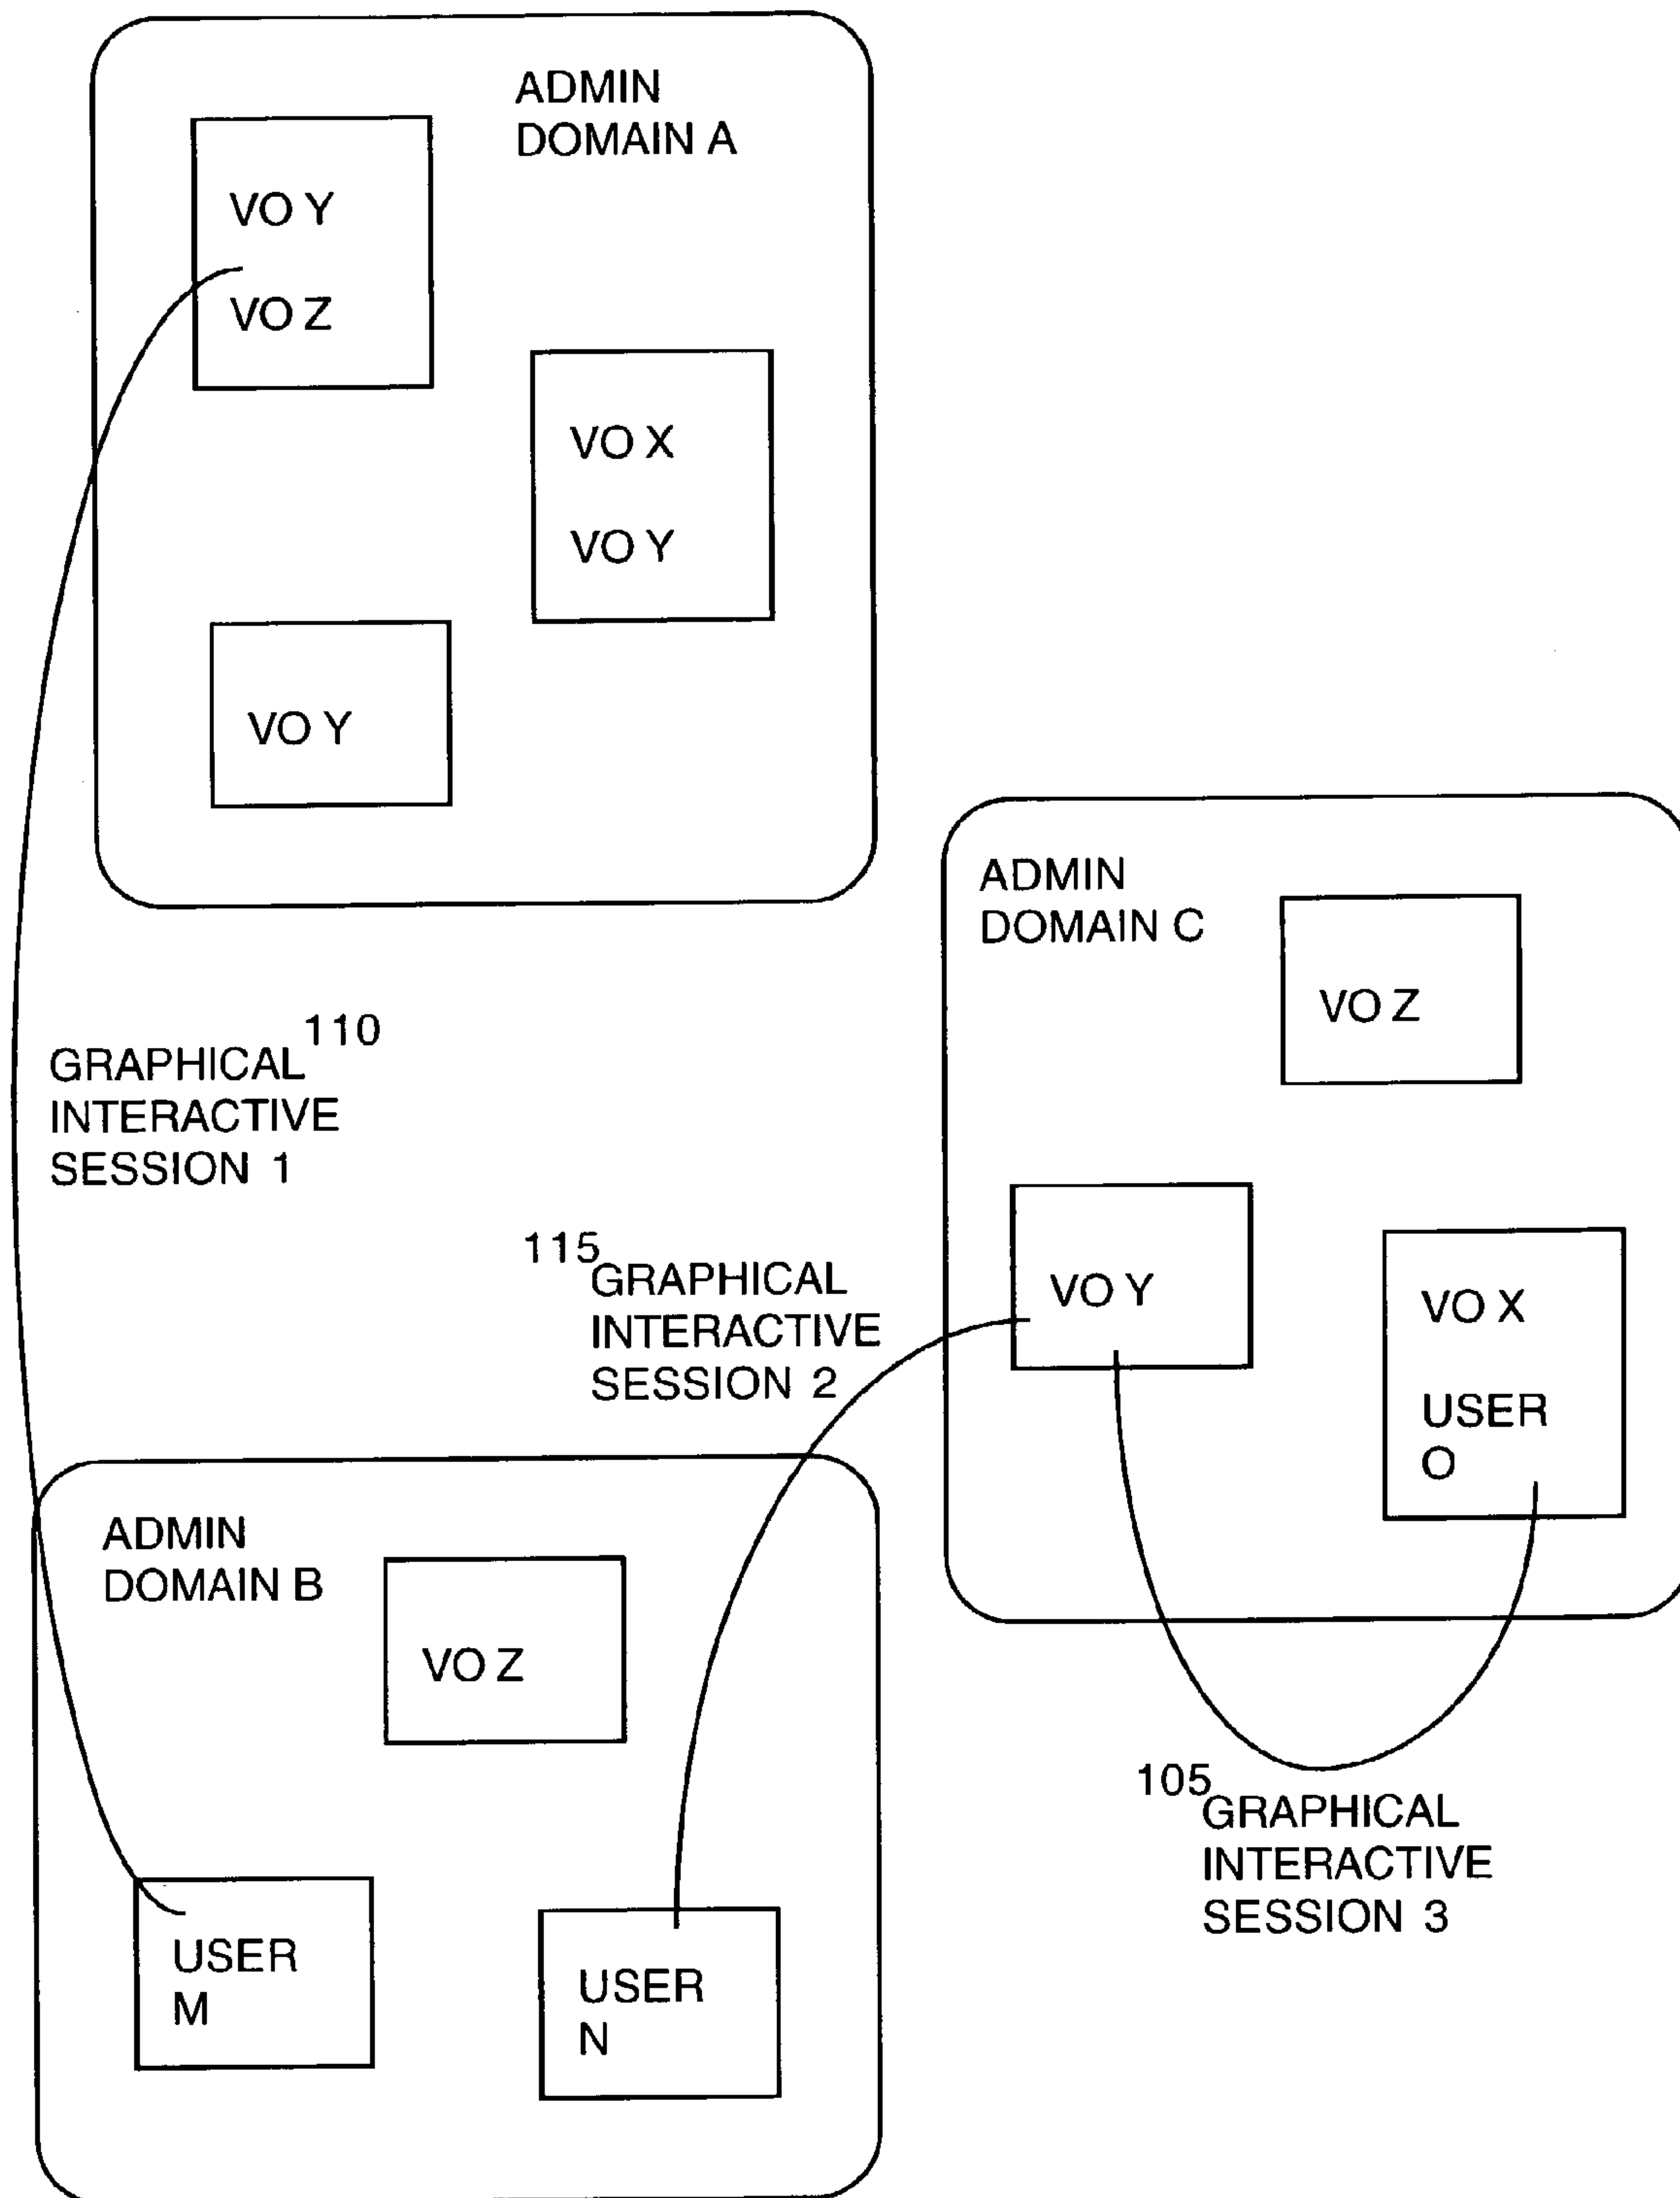 ADMIN
DOMAIN A
VO Y
VO Z
VO X
VO Y
VO Y
ADMIN
DOMAIN C
VO Z
110
GRAPHICAL
INTERACTIVE
SESSION 1
115
GRAPHICAL
INTERACTIVE
SESSION 2
VO Y
VO X
USER
O
ADMIN
DOMAIN B
VO Z
105
GRAPHICAL
INTERACTIVE
SESSION 3
USER
M
USER
N